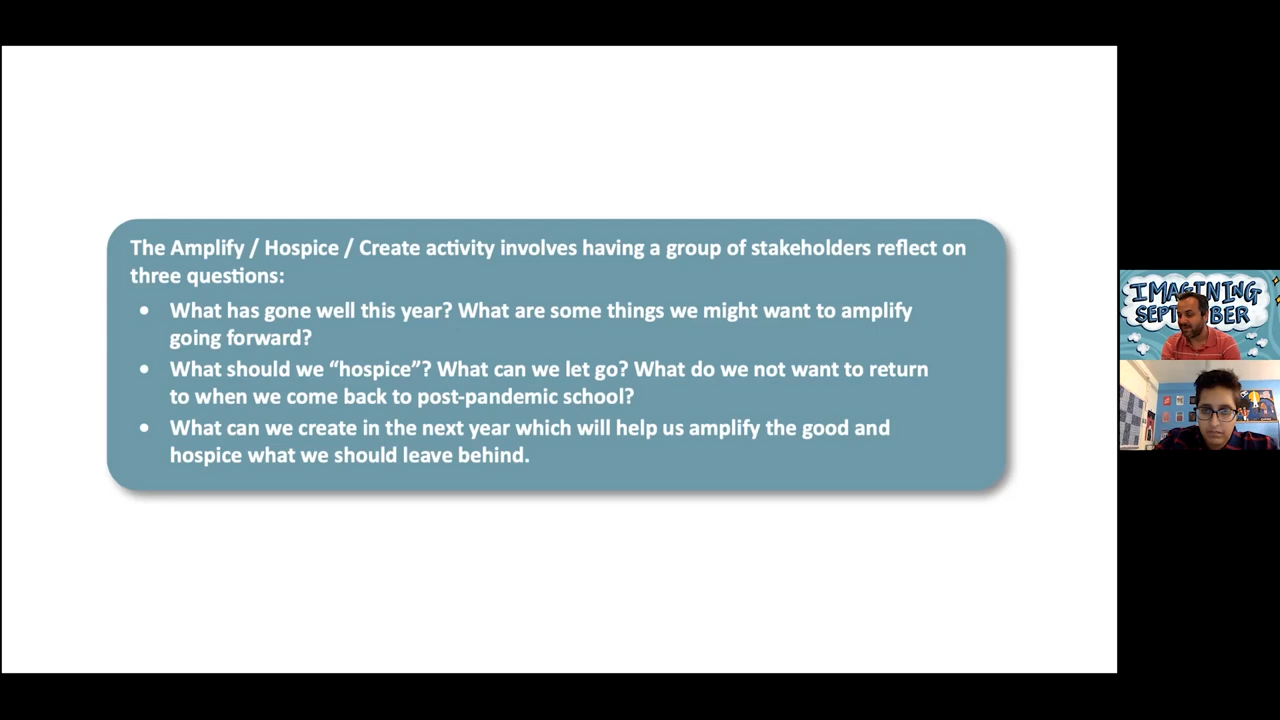 The Amplify / Hospice / Create activity involves having a group of stakeholders reflect on
three questions:
• What has gone well this year? What are some things we might want to amplify
going forward?
• What should we “hospice”? What can we let go? What do we not want to return
to when we come back to post-pandemic school?
• What can we create in the next year which will help us amplify the good and
hospice what we should leave behind.
IMAGINING
SEPT BER